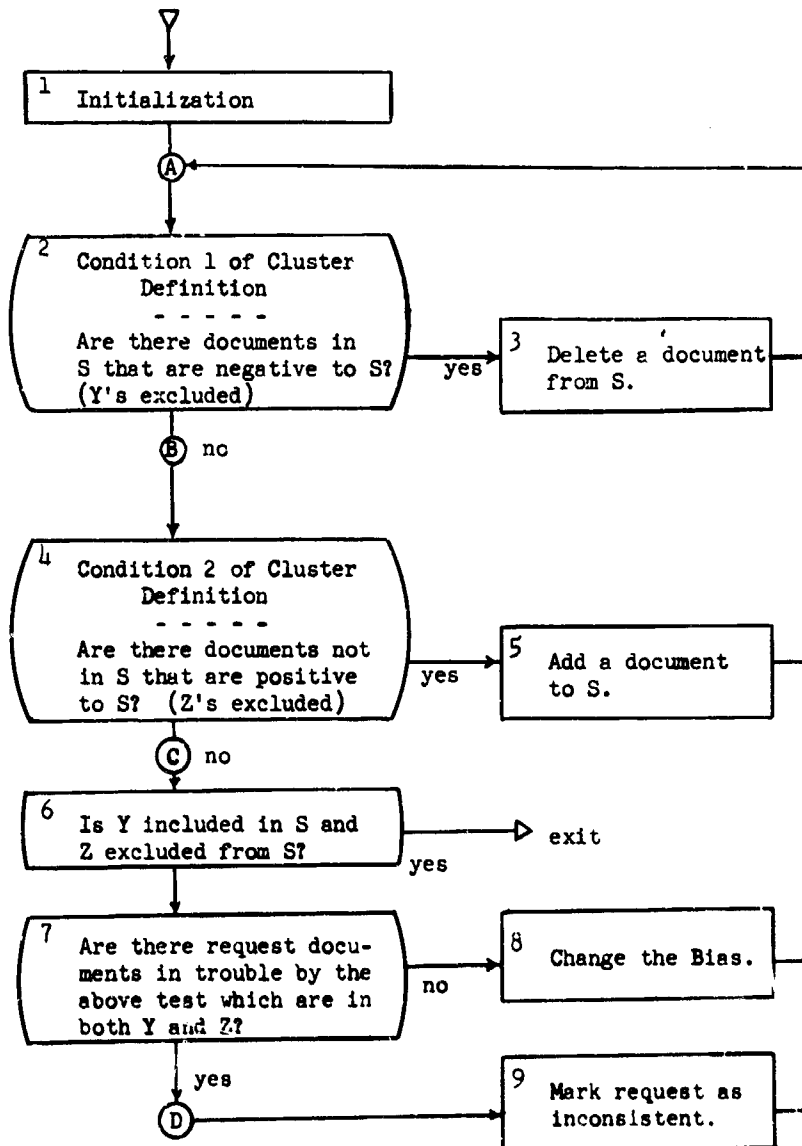 1 Initialization
A
2 Condition 1 of Cluster
Definition
- - - - -
Are there documents in
S that are negative to S?
(Y's excluded)
yes
3 Delete a document
from S.
B nc
4 Condition 2 of Cluster
Definition
- - - - -
Are there documents not
in S that are positive
to S? (Z's excluded)
yes
5 Add a document
to S.
C no
6 Is Y included in S and
Z excluded from S?
yes
exit
7 Are there request docu-
ments in trouble by the
above test which are in
both Y and Z?
no
8 Change the Bias.
yes
D
9 Mark request as
inconsistent.